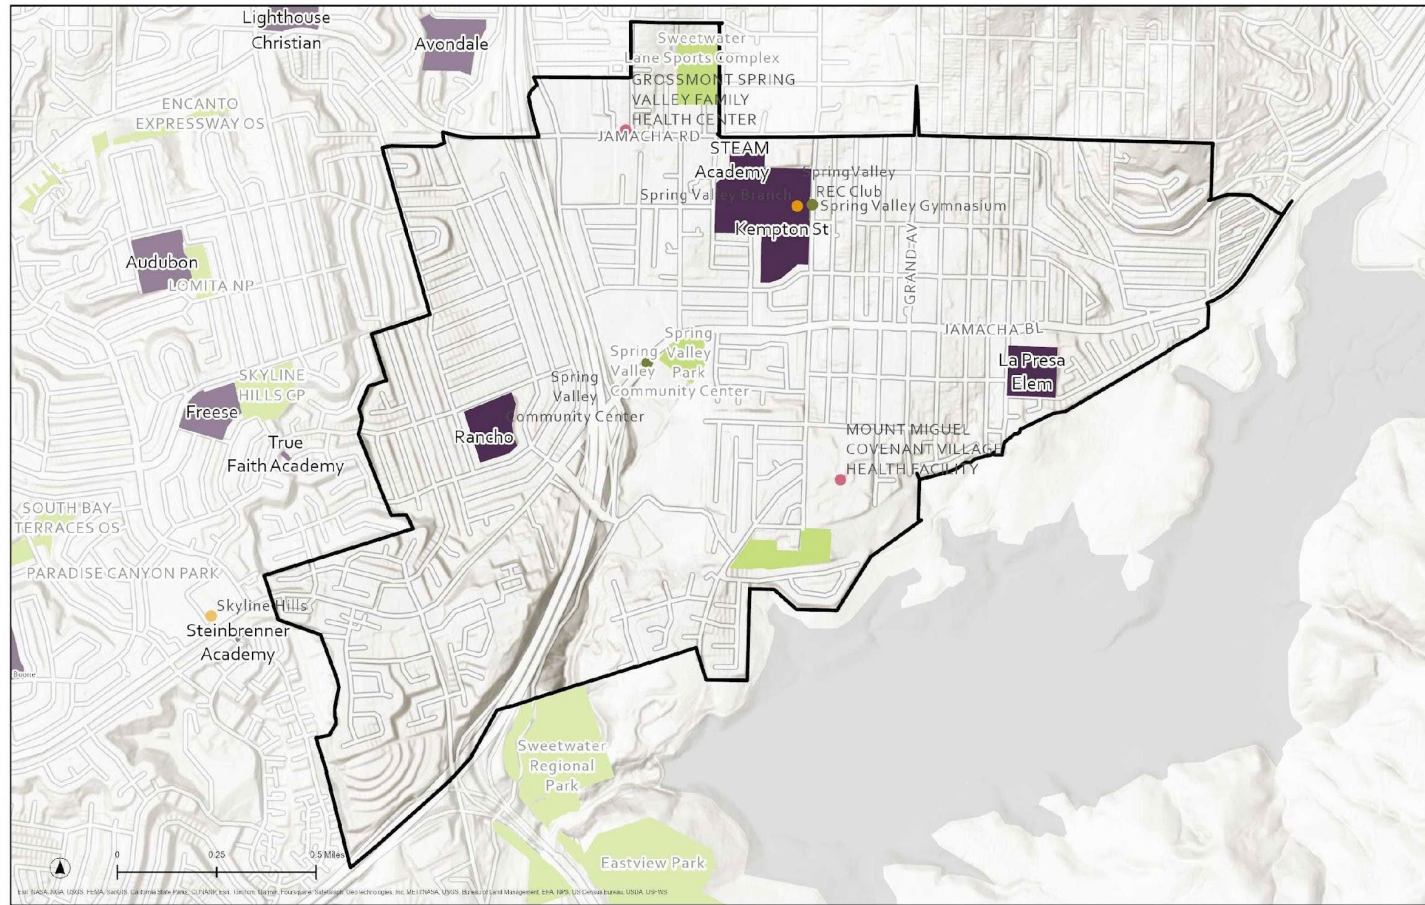 Lighthouse
Christian
Avondale
Sweetwater
Lane Sports Complex
GROSSMONT SPRING
VALLEY FAMILY
HEALTH CENTER
ENCANTO
EXPRESSWAY OS
JAMACHA RD
STEAM
Academy
SpringValley
REC Club
Spring Valley Branch
Spring Valley Gymnasium
Kempton St
Audubon
LOMITA NP
GRAND AV
JAMACHA BL
Spring
Valley
Park
Community Center
Spring
Valley
La Presa
Elem
SKYLINE
HILLS CP
Spring
Valley
Community Center
Freese
Rancho
True
Faith Academy
MOUNT MIGUEL
COVENANT VILLAGE
HEALTH FACILITY
SOUTH BAY
TERRACES OS
PARADISE CANYON PARK
Skyline Hills
Steinbrenner
Academy
Boone
Sweetwater
Regional
Park
Eastview Park
0 0.25 0.5 Miles